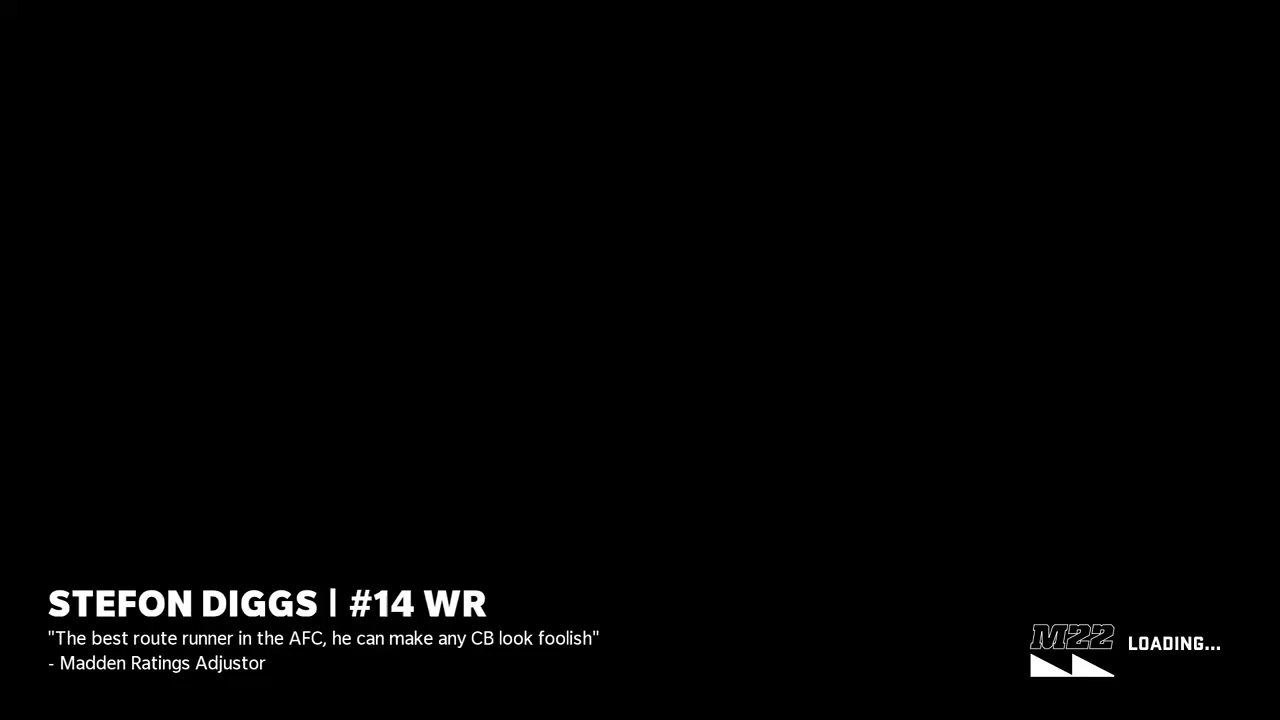 STEFON DIGGS | #14 WR
"The best route runner in the AFC, he can make any CB look foolish"
- Madden Ratings Adjustor
M22
LOADING...